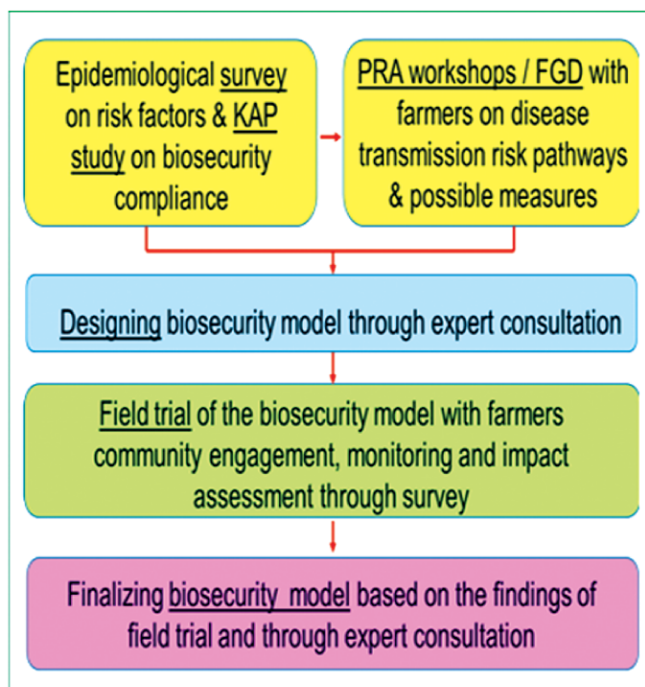 Epidemiological survey
on risk factors & KAP
study on biosecurity
compliance
PRA workshops / FGD with
farmers on disease
transmission risk pathways
& possible measures
Designing biosecurity model through expert consultation
Field trial of the biosecurity model with farmers
community engagement, monitoring and impact
assessment through survey
Finalizing biosecurity model based on the findings of
field trial and through expert consultation